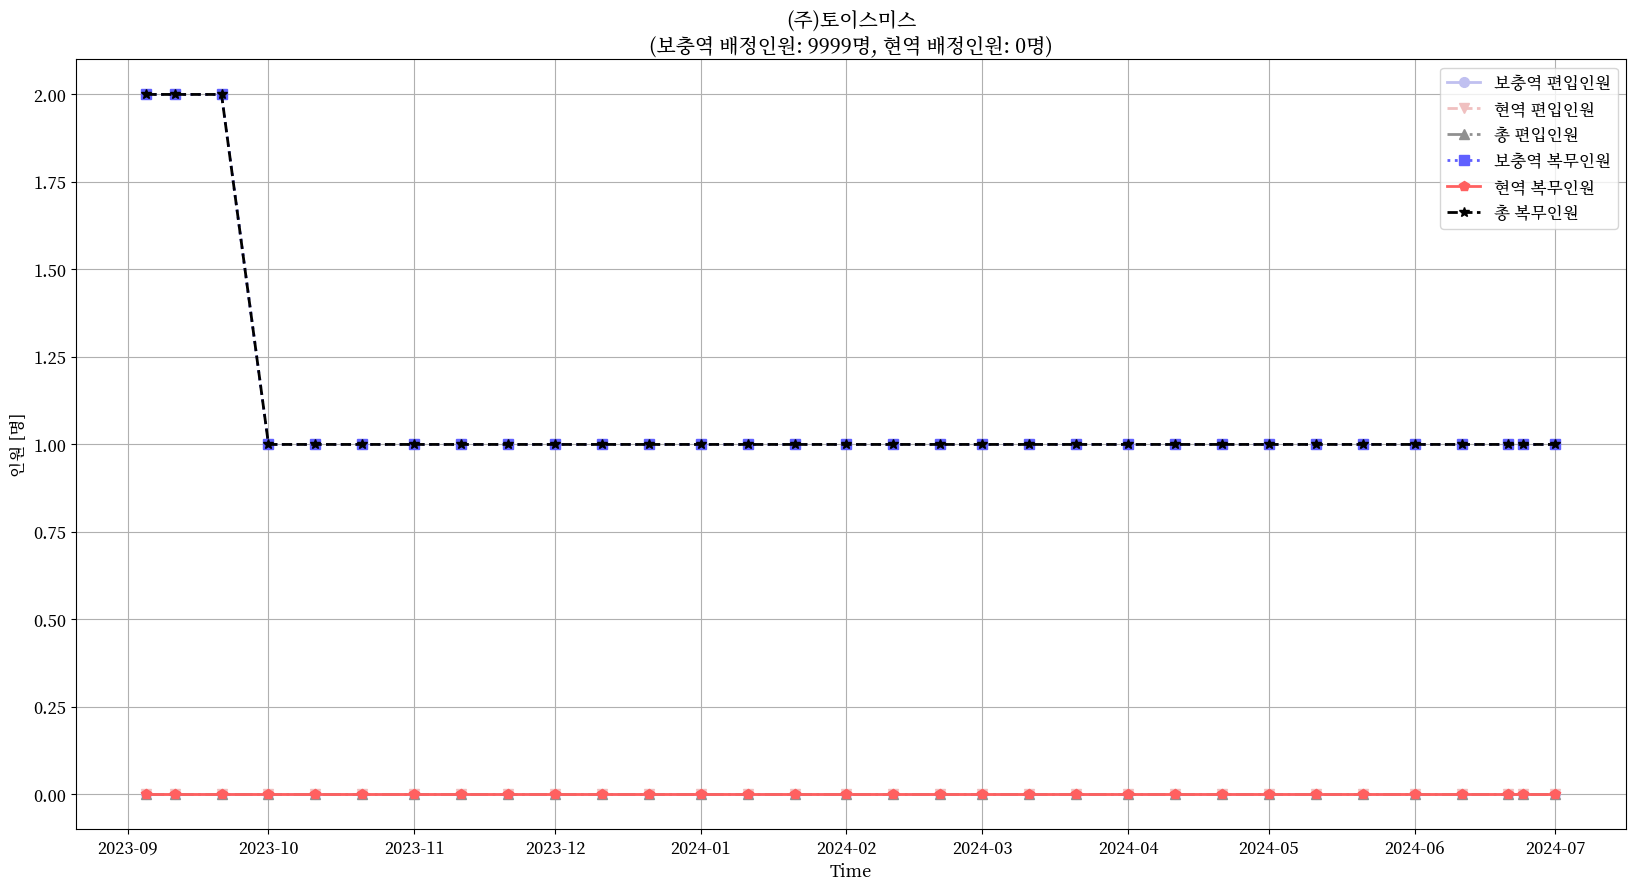 (주)토이스미스
(보충역 배정인원: 9999명, 현역 배정인원: 0명)
보충역 편입인원
현역 편입인원
총 편입인원
보충역 복무인원
현역 복무인원
총 복무인원
인원 [명]
2.00
1.75
1.50
1.25
1.00
0.75
0.50
0.25
0.00
2023-09
2023-10
2023-11
2023-12
2024-01
2024-02
2024-03
2024-04
2024-05
2024-06
2024-07
Time